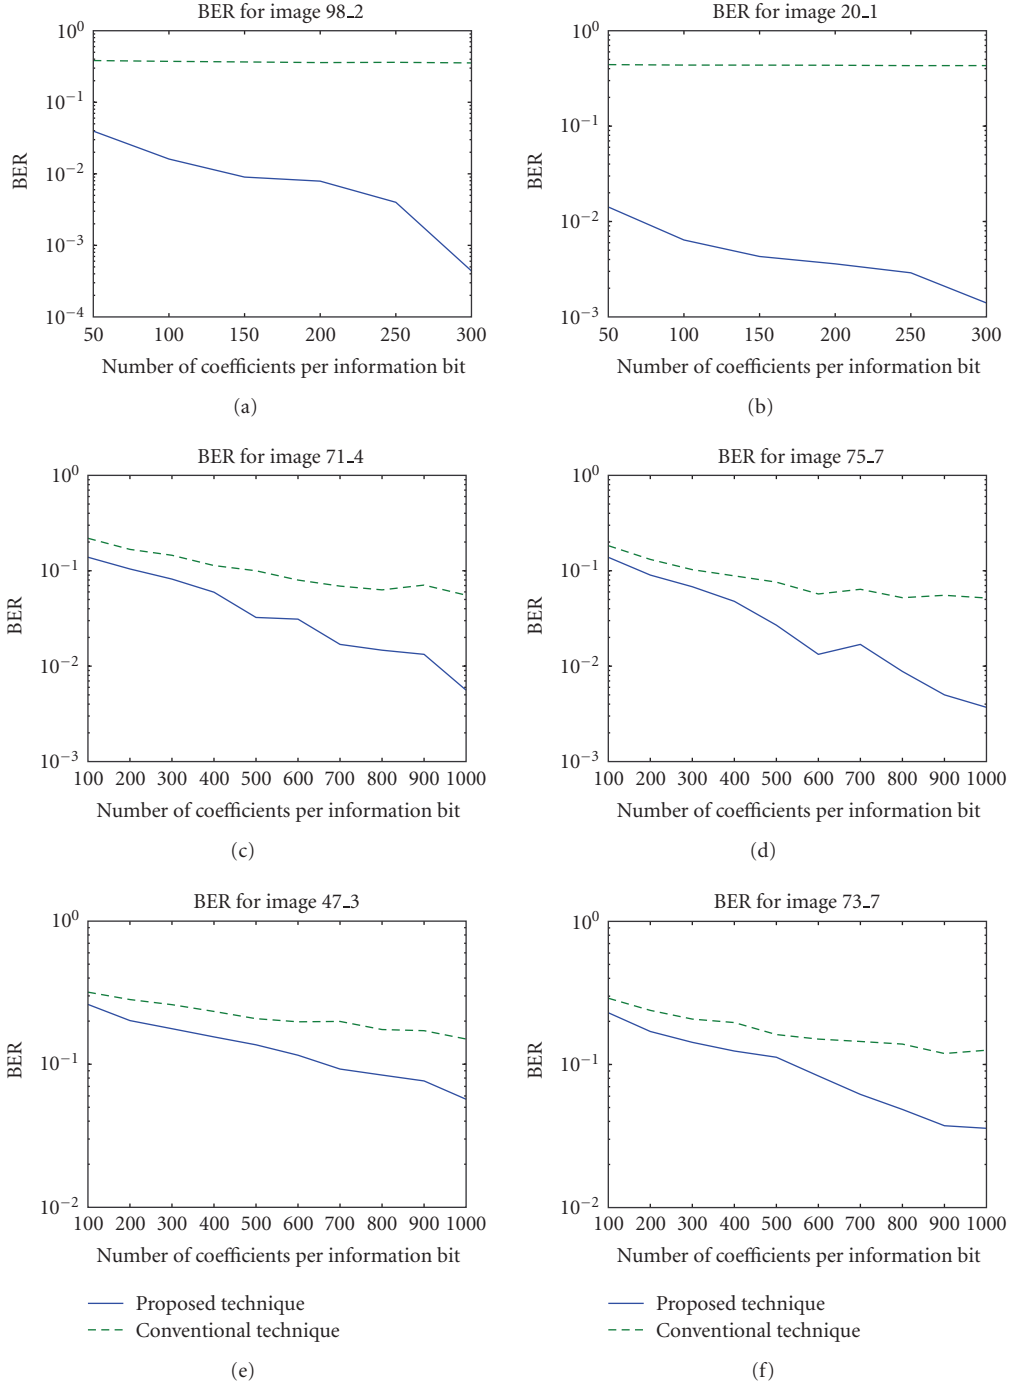 BER for image 98_2
10^0
10^-1
10^-2
10^-3
10^-4
BER
50 100 150 200 250 300
Number of coefficients per information bit
(a)
BER for image 20_1
10^0
10^-1
10^-2
10^-3
BER
50 100 150 200 250 300
Number of coefficients per information bit
(b)
BER for image 71_4
10^0
10^-1
10^-2
10^-3
BER
100 200 300 400 500 600 700 800 900 1000
Number of coefficients per information bit
(c)
BER for image 75_7
10^0
10^-1
10^-2
10^-3
BER
100 200 300 400 500 600 700 800 900 1000
Number of coefficients per information bit
(d)
BER for image 47_3
10^0
10^-1
10^-2
BER
100 200 300 400 500 600 700 800 900 1000
Number of coefficients per information bit
Proposed technique
Conventional technique
(e)
BER for image 73_7
10^0
10^-1
10^-2
BER
100 200 300 400 500 600 700 800 900 1000
Number of coefficients per information bit
Proposed technique
Conventional technique
(f)